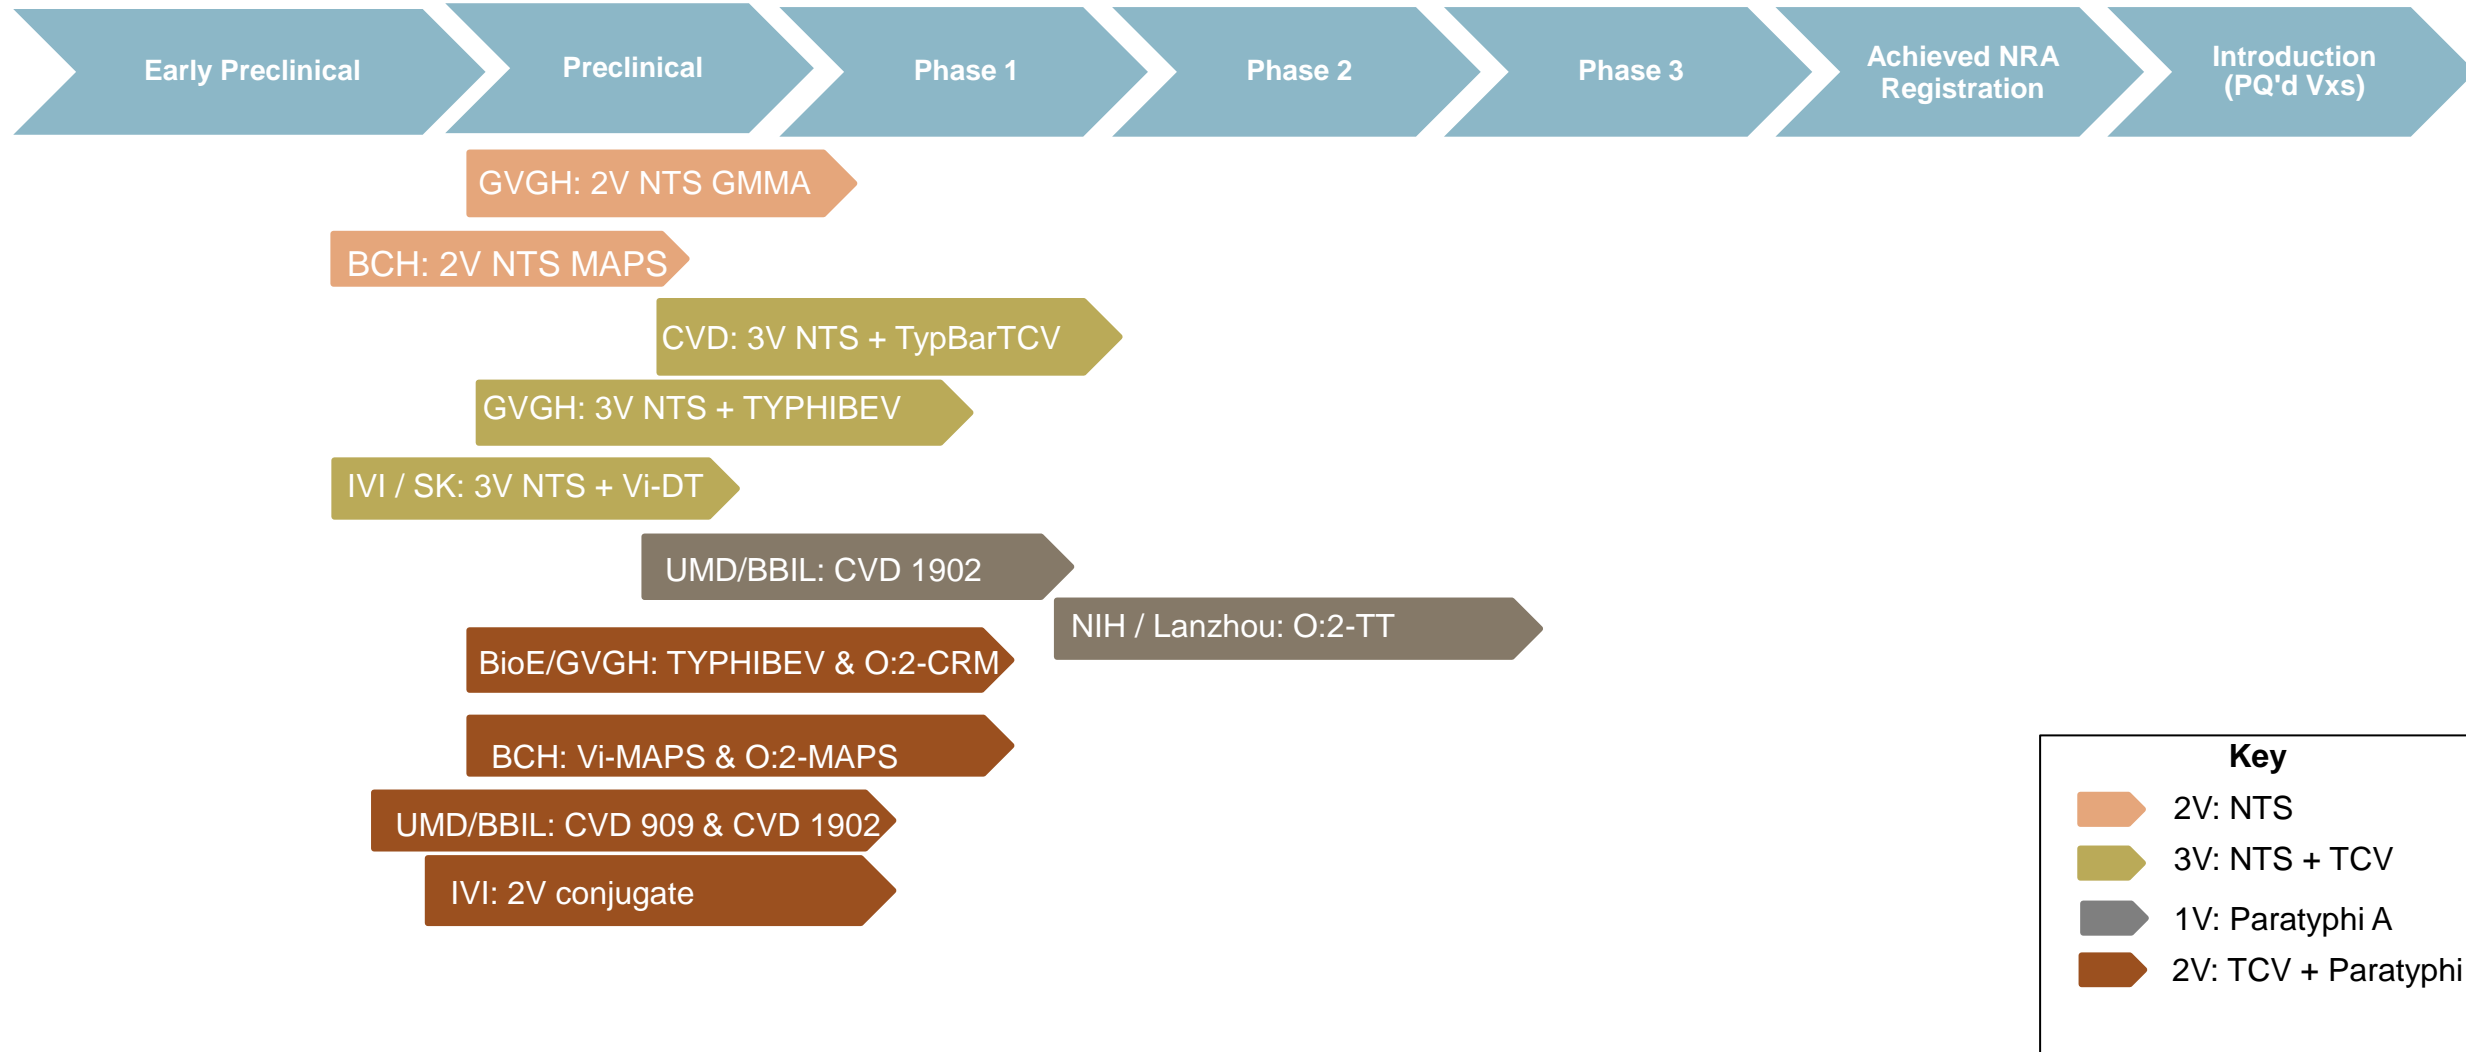 Early Preclinical
Preclinical
Phase 1
Phase 2
Phase 3
Achieved NRA
Registration
Introduction
(PQ'd Vxs)
GVGH: 2V NTS GMMA
BCH: 2V NTS MAPS
CVD: 3V NTS + TypBarTCV
GVGH: 3V NTS + TYPHIBEV
IVI / SK: 3V NTS + Vi-DT
UMD/BBIL: CVD 1902
NIH / Lanzhou: O:2-TT
BioE/GVGH: TYPHIBEV & O:2-CRM
BCH: Vi-MAPS & O:2-MAPS
UMD/BBIL: CVD 909 & CVD 1902
IVI: 2V conjugate
Key
2V: NTS
3V: NTS + TCV
1V: Paratyphi A
2V: TCV + Paratyphi